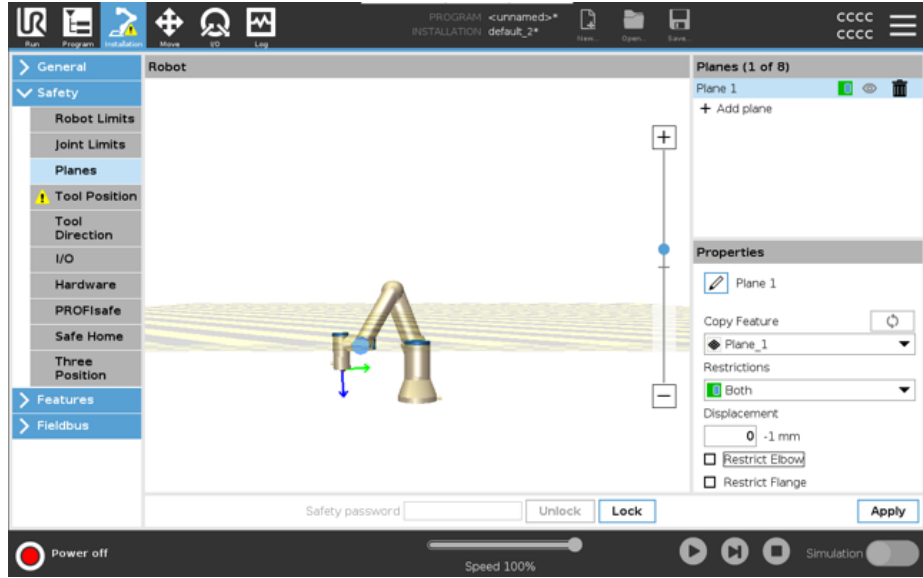 UR
Run
Program
Installation
Move
I/O
Log
PROGRAM <unnamed>*
INSTALLATION default_2*
New...
Open...
Save...
CCCC
CCCC
General
Safety
Robot Limits
Joint Limits
Planes
Tool Position
Tool
Direction
I/O
Hardware
PROFIsafe
Safe Home
Three
Position
Features
Fieldbus
Robot
Planes (1 of 8)
Plane 1
+ Add plane
Properties
Plane 1
Copy Feature
Plane_1
Restrictions
Both
Displacement
0 -1 mm
Restrict Elbow
Restrict Flange
Safety password
Unlock
Lock
Apply
Power off
Speed 100%
Simulation